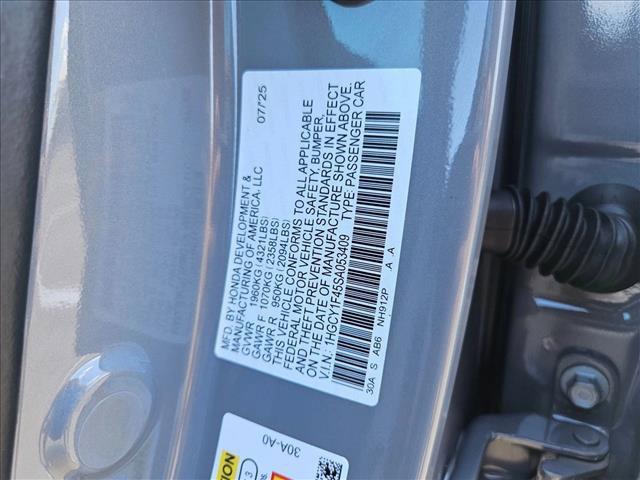 MFD. BY HONDA DEVELOPMENT &
MANUFACTURING OF AMERICA, LLC 07/25
GVWR 1960KG (4321LBS)
GAWR F 1070KG (2358LBS)
GAWR R 950KG (2094LBS)
THIS VEHICLE CONFORMS TO ALL APPLICABLE
FEDERAL MOTOR VEHICLE SAFETY, BUMPER,
AND THEFT PREVENTION STANDARDS IN EFFECT
ON THE DATE OF MANUFACTURE SHOWN ABOVE.
V.I.N.: 1HGCY1F45SA053409 TYPE: PASSENGER CAR
30A S AB6 NH912P A A
30A-A0
3